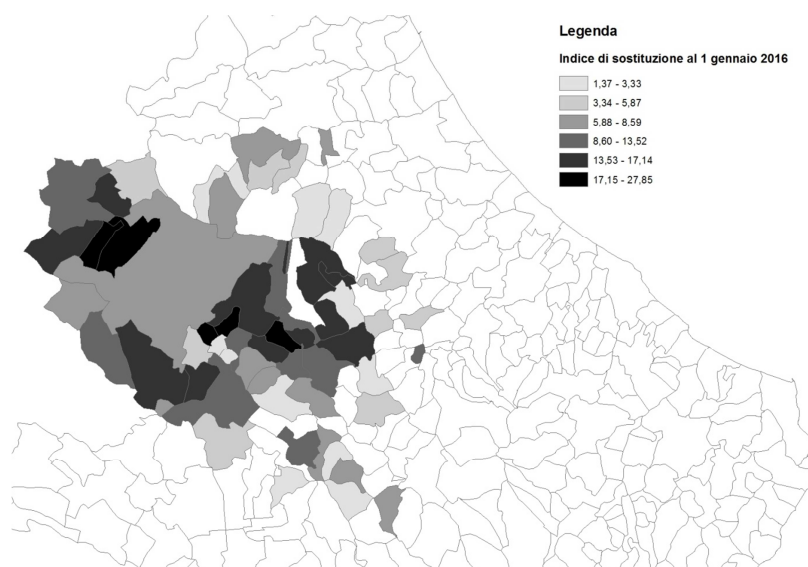 Legenda
Indice di sostituzione al 1 gennaio 2016
1,37 - 3,33
3,34 - 5,87
5,88 - 8.59
8,60 - 13,52
13,53 - 17,14
17,15 - 27,85